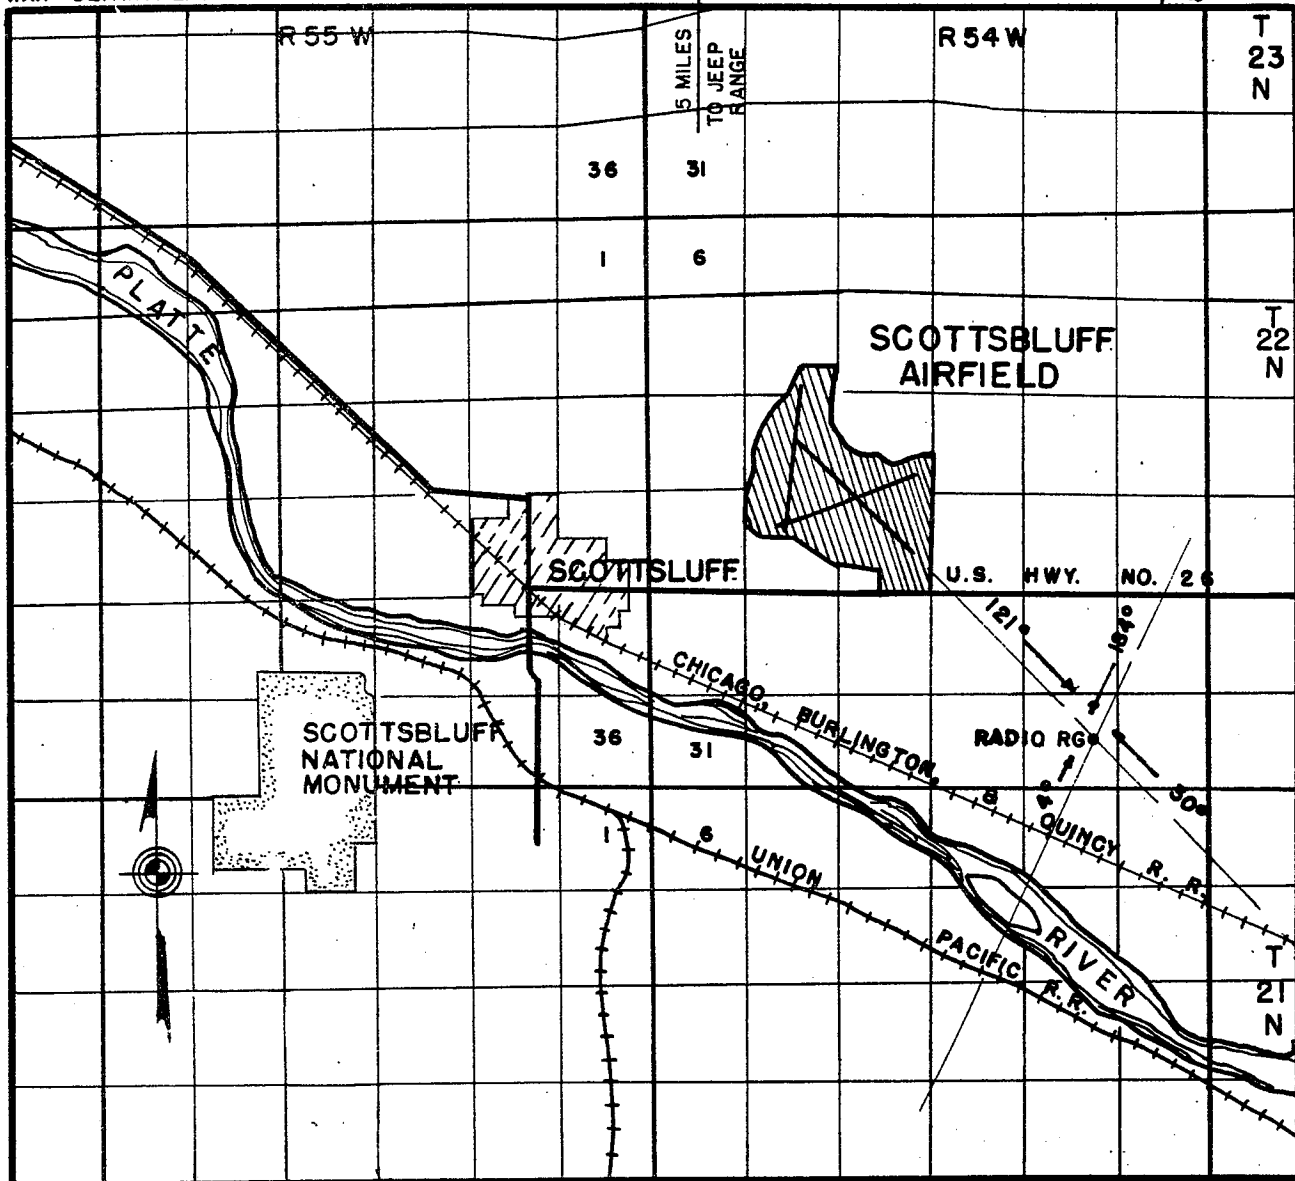 R 55 W
R 54 W
T
23
N
5 MILES
TO JEEP
RANGE
36
31
1
6
PLATTE
T
22
N
SCOTTSBLUFF
AIRFIELD
SCOTTSLUFF
U.S. HWY. NO. 26
121°
184°
CHICAGO, BURLINGTON, & QUINCY R. R.
SCOTTSBLUFF
NATIONAL
MONUMENT
36
31
RADIO RG
4°
30°
1
6
UNION PACIFIC R.R.
RIVER
T
21
N